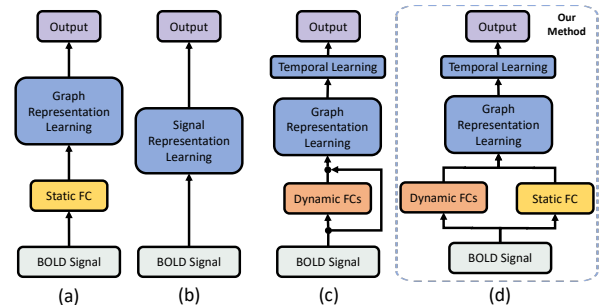 Output
Graph
Representation
Learning
Static FC
BOLD Signal
(a)
Output
Signal
Representation
Learning
BOLD Signal
(b)
Output
Temporal Learning
Graph
Representation
Learning
Dynamic FCs
BOLD Signal
(c)
Our
Method
Output
Temporal Learning
Graph
Representation
Learning
Dynamic FCs
Static FC
BOLD Signal
(d)